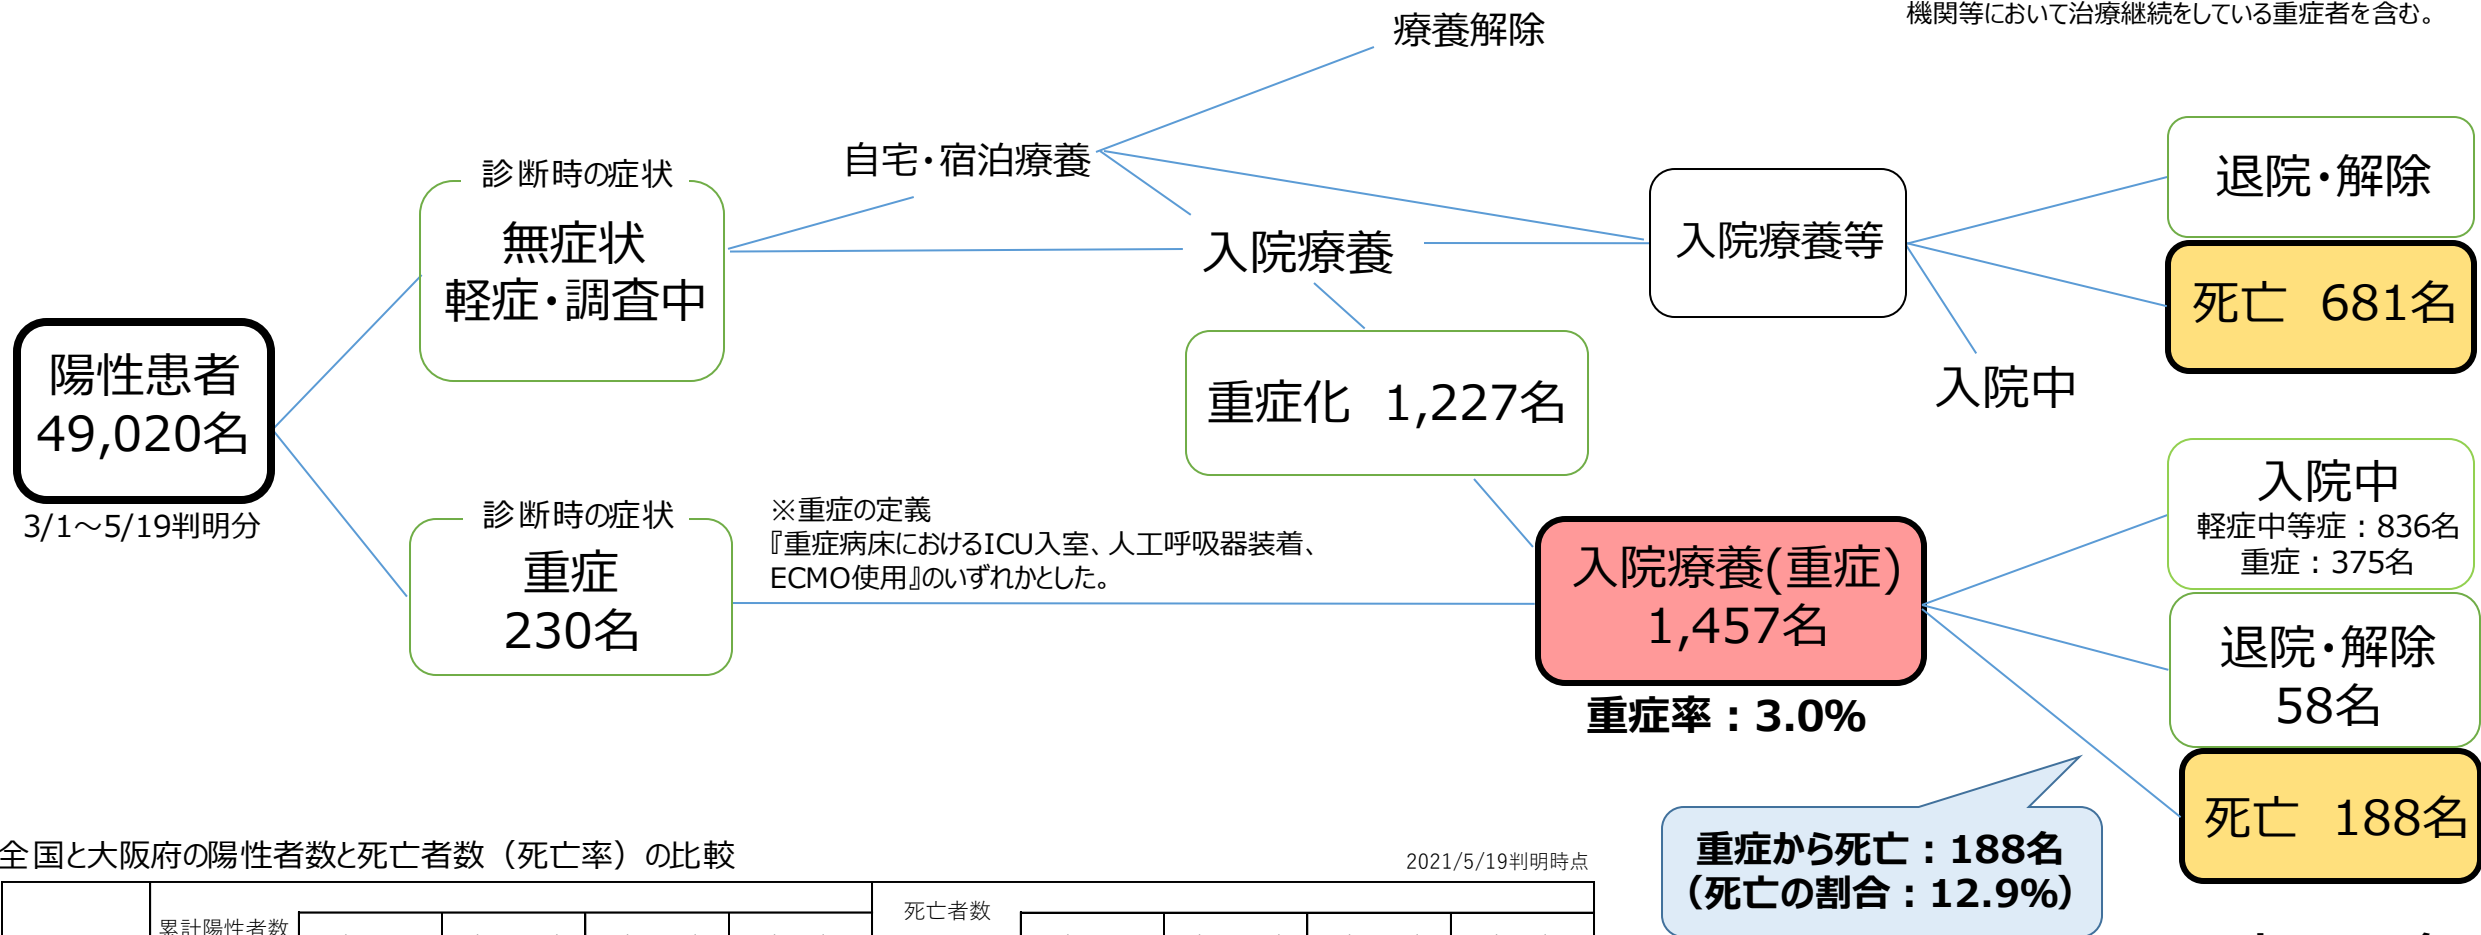 機関等において治療継続をしている重症者を含む。
療養解除
自宅・宿泊療養
診断時の症状
無症状
軽症・調査中
入院療養
入院療養等
退院・解除
死亡 681名
入院中
陽性患者
49,020名
3/1～5/19判明分
重症化 1,227名
診断時の症状
重症
230名
※重症の定義
『重症病床におけるICU入室、人工呼吸器装着、
ECMO使用』のいずれかとした。
入院療養(重症)
1,457名
重症率：3.0%
入院中
軽症中等症：836名
重症：375名
退院・解除
58名
死亡 188名
重症から死亡：188名
（死亡の割合：12.9%）
全国と大阪府の陽性者数と死亡者数（死亡率）の比較
2021/5/19判明時点
累計陽性者数
死亡者数